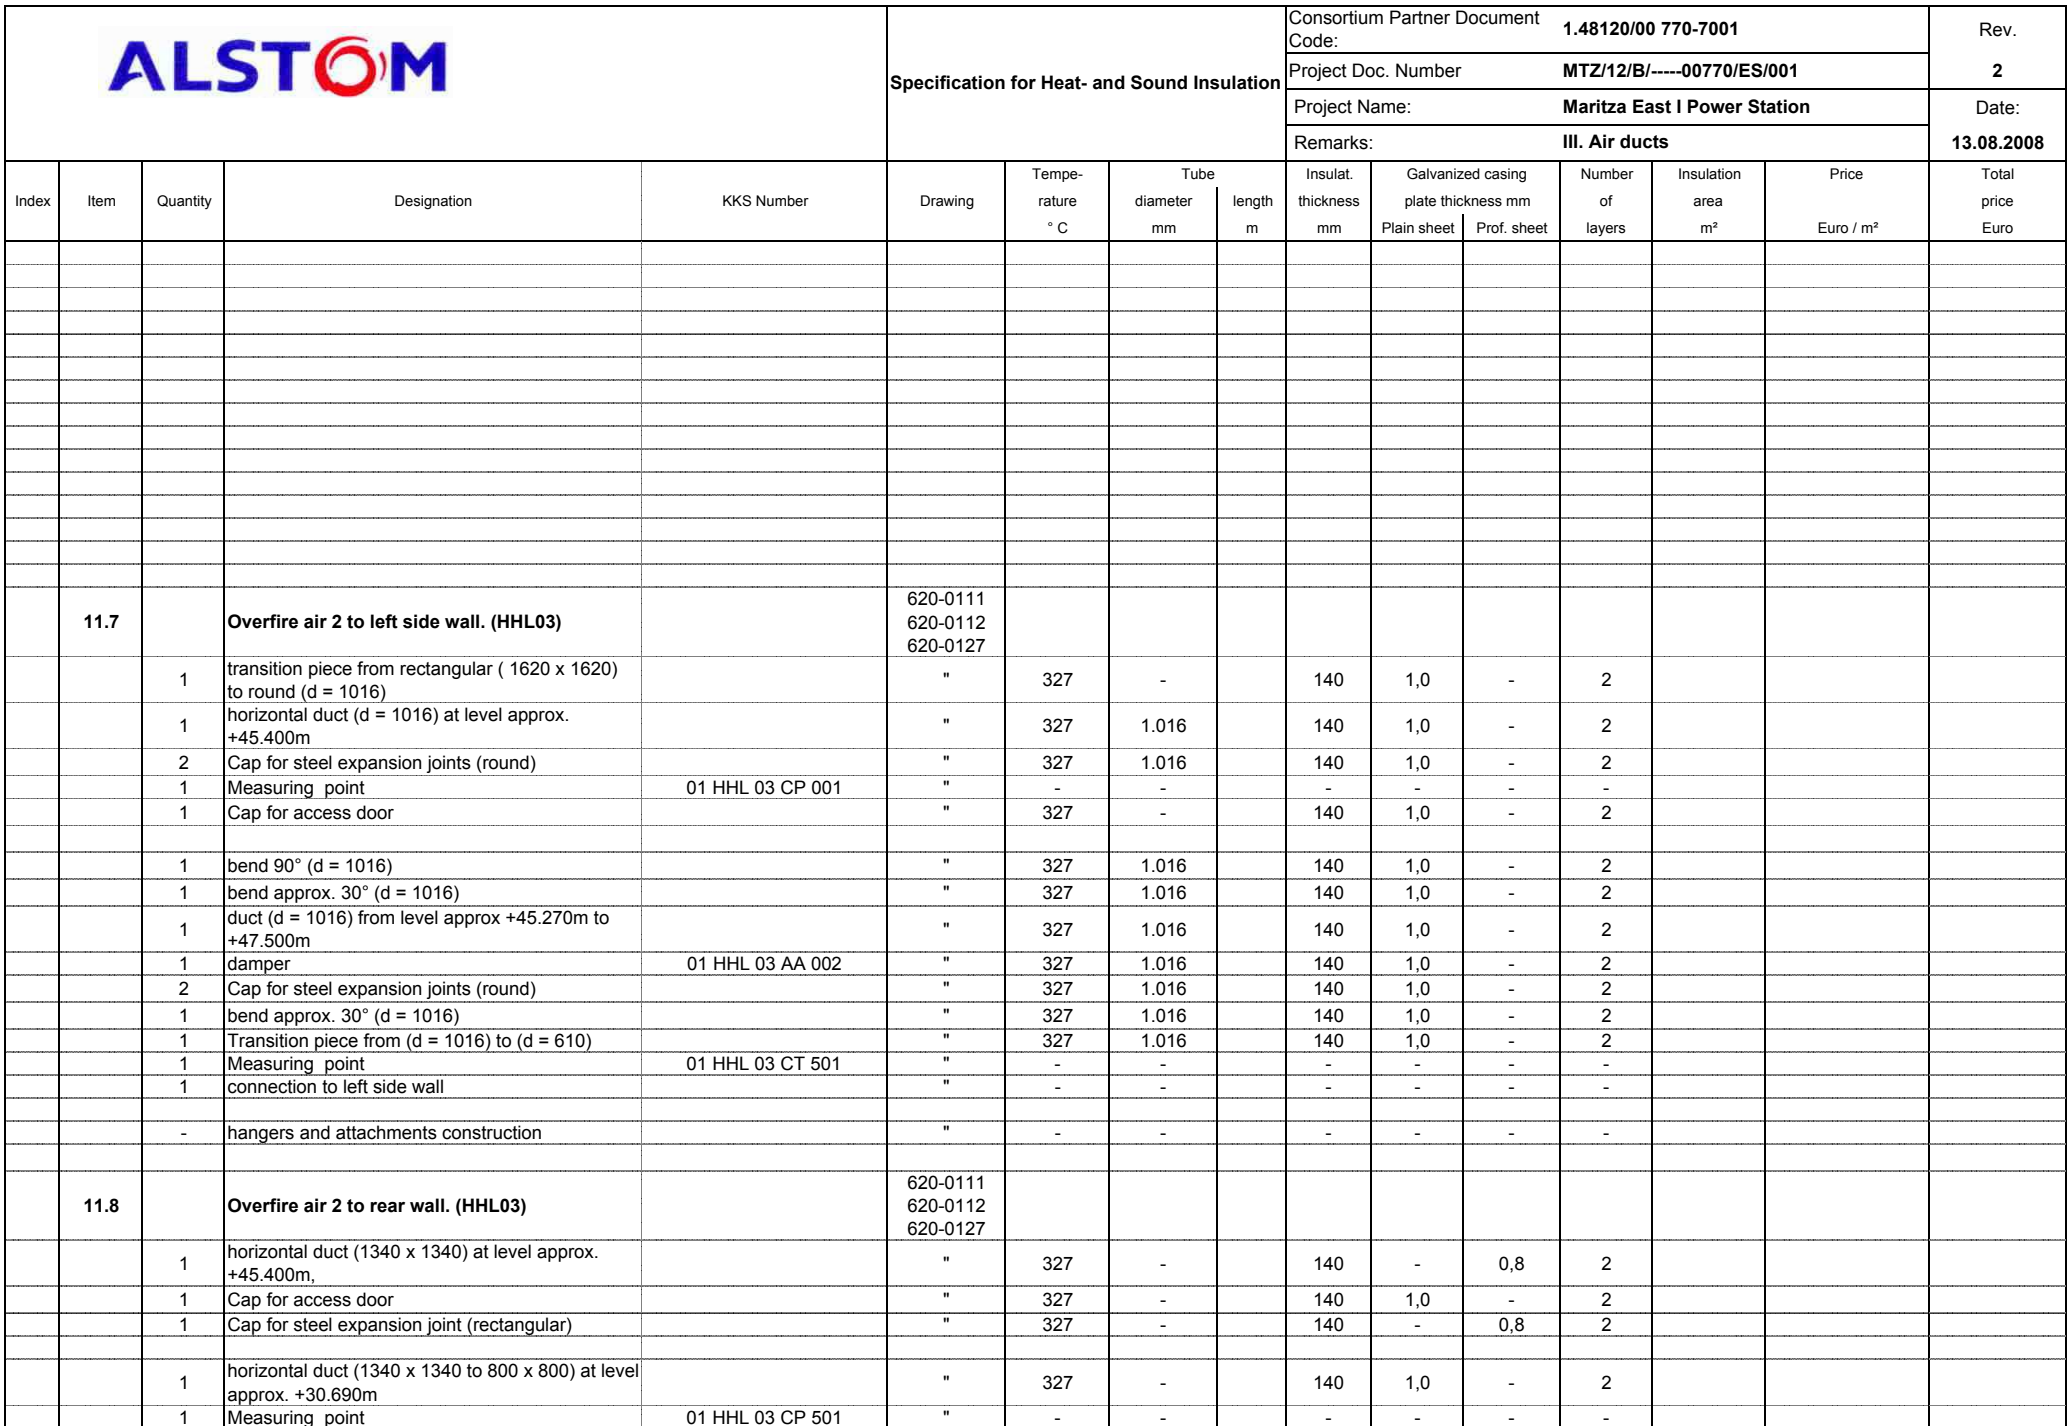 ALSTOM
Specification for Heat- and Sound Insulation
Consortium Partner Document Code: 1.48120/00 770-7001
Rev.
Project Doc. Number MTZ/12/B/-----00770/ES/001
2
Project Name: Maritza East I Power Station
Date:
Remarks: III. Air ducts
13.08.2008
Index Item Quantity Designation KKS Number Drawing Tempe- rature ° C Tube diameter mm length m Insulat. thickness mm Galvanized casing plate thickness mm Plain sheet Prof. sheet Number of layers Insulation area m² Price Euro / m² Total price Euro
11.7 Overfire air 2 to left side wall. (HHL03) 620-0111
620-0112
620-0127
1 transition piece from rectangular ( 1620 x 1620) to round (d = 1016) " 327 - 140 1,0 - 2
1 horizontal duct (d = 1016) at level approx. +45.400m " 327 1.016 140 1,0 - 2
2 Cap for steel expansion joints (round) " 327 1.016 140 1,0 - 2
1 Measuring point 01 HHL 03 CP 001 " - - - - - -
1 Cap for access door " 327 - 140 1,0 - 2
1 bend 90° (d = 1016) " 327 1.016 140 1,0 - 2
1 bend approx. 30° (d = 1016) " 327 1.016 140 1,0 - 2
1 duct (d = 1016) from level approx +45.270m to +47.500m " 327 1.016 140 1,0 - 2
1 damper 01 HHL 03 AA 002 " 327 1.016 140 1,0 - 2
2 Cap for steel expansion joints (round) " 327 1.016 140 1,0 - 2
1 bend approx. 30° (d = 1016) " 327 1.016 140 1,0 - 2
1 Transition piece from (d = 1016) to (d = 610) " 327 1.016 140 1,0 - 2
1 Measuring point 01 HHL 03 CT 501 " - - - - - -
1 connection to left side wall " - - - - - -
- hangers and attachments construction " - - - - - -
11.8 Overfire air 2 to rear wall. (HHL03) 620-0111
620-0112
620-0127
1 horizontal duct (1340 x 1340) at level approx. +45.400m, " 327 - 140 - 0,8 2
1 Cap for access door " 327 - 140 1,0 - 2
1 Cap for steel expansion joint (rectangular) " 327 - 140 - 0,8 2
1 horizontal duct (1340 x 1340 to 800 x 800) at level approx. +30.690m " 327 - 140 1,0 - 2
1 Measuring point 01 HHL 03 CP 501 " - - - - - -